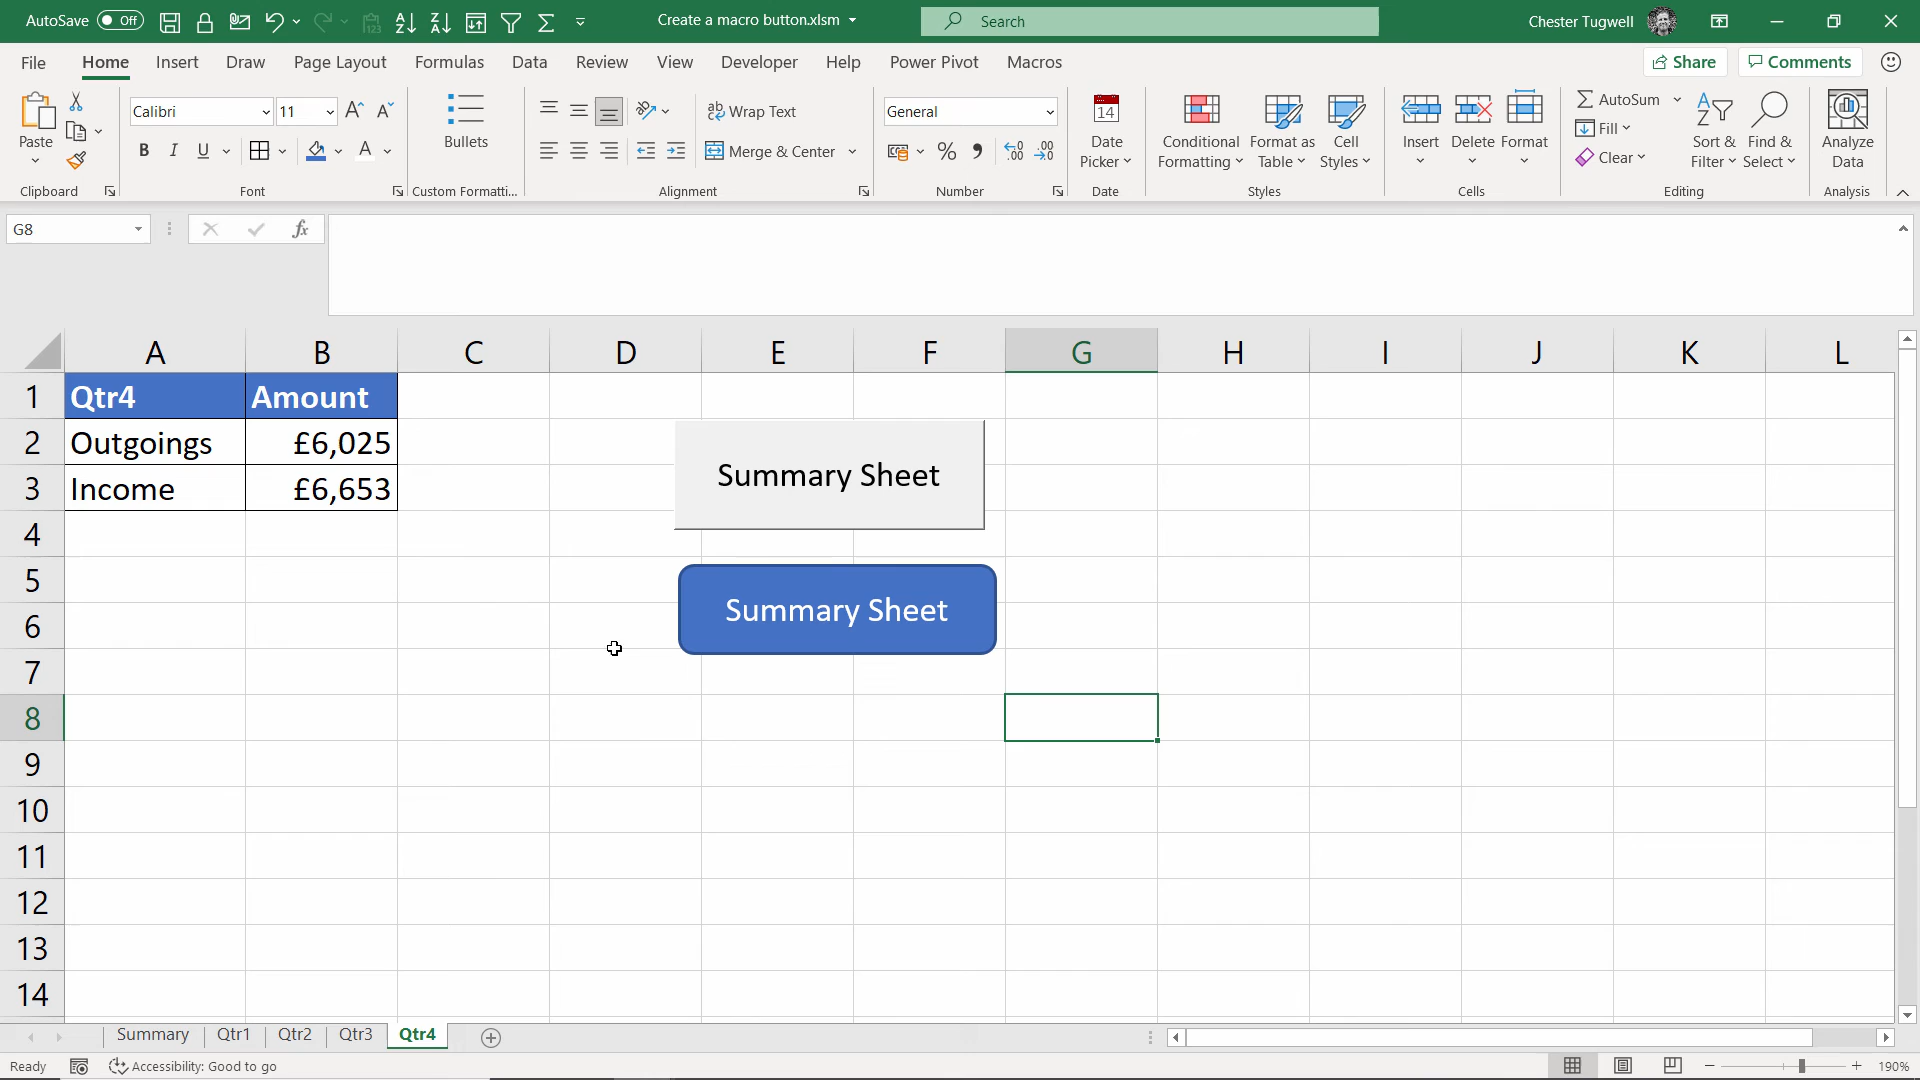 AutoSave Off Create a macro button.xlsm Search Chester Tugwell
File Home Insert Draw Page Layout Formulas Data Review View Developer Help Power Pivot Macros Share Comments
Calibri 11 Wrap Text General AutoSum
Paste Bullets Date Picker Conditional Formatting Format as Table Cell Styles Insert Delete Format Fill Sort & Filter Find & Select Analyze Data
B I U Merge & Center Clear
Clipboard Font Custom Formatti... Alignment Number Date Styles Cells Editing Analysis
G8 fx
A B C D E F G H I J K L
1 Qtr4 Amount
2 Outgoings £6,025
3 Income £6,653
Summary Sheet
4
5
Summary Sheet
6
7
8
9
10
11
12
13
14
Summary Qtr1 Qtr2 Qtr3 Qtr4
Ready Accessibility: Good to go 190%